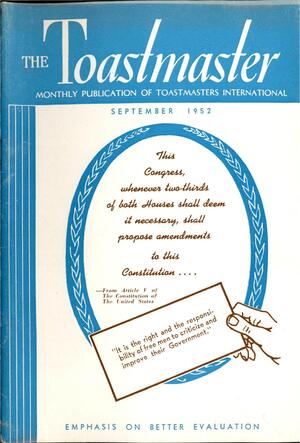 THE Toastmaster
MONTHLY PUBLICATION OF TOASTMASTERS INTERNATIONAL
SEPTEMBER 1952
This
Congress,
whenever two-thirds
of both Houses shall deem
it necessary, shall
propose amendments
to this
Constitution ....
—From Article V of
The Constitution of
The United States
"It is the right and the responsi-
bility of free men to criticize and
improve their Government."
EMPHASIS ON BETTER EVALUATION